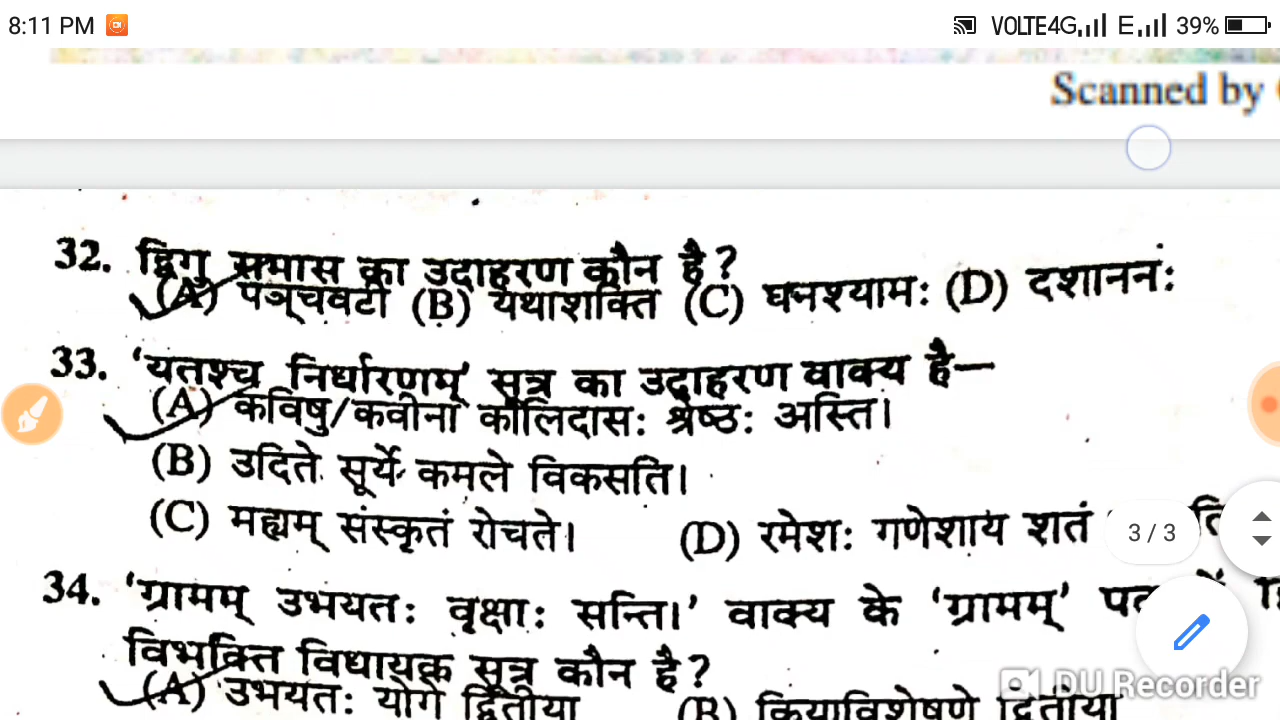 8:11 PM VOLTE4G E 39%
Scanned by
32. द्विगु समास का उदाहरण कौन है?
(A) पञ्चवटी (B) यथाशक्ति (C) घनश्यामः (D) दशाननंः
33. 'यतश्च निर्धारणम्' सूत्र का उदाहरण वाक्य है—
(A) कविषु/कवीनां कालिदासः श्रेष्ठः अस्ति।
(B) उदिते सूर्ये कमले विकसति।
(C) मह्यम् संस्कृतं रोचते। (D) रमेशः गणेशाय शतं
3 / 3
34. 'ग्रामम् उभयतः वृक्षाः सन्ति।' वाक्य के 'ग्रामम्'
विभक्ति विधायक सूत्र कौन है?
(A) उभयतः योगे द्वितीया (B) क्रियाविशेषणे द्वितीया
DU Recorder